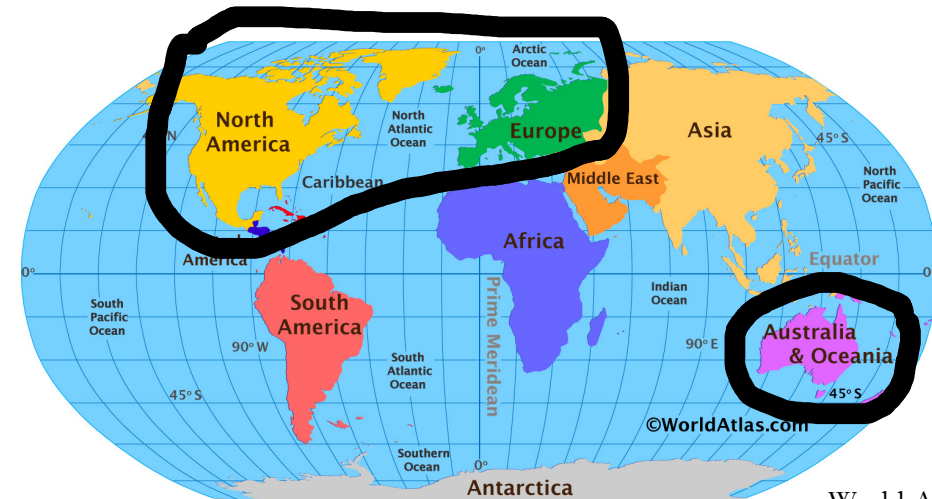 Arctic
Ocean
0°
North
America
North
Atlantic
Ocean
Europe
Asia
N
45° S
Caribbean
Middle East
North
Pacific
Ocean
America
Africa
Equator
0°
0
Prime Meridean
South
Pacific
Ocean
South
America
Indian
Ocean
90° W
90° E
Australia
& Oceania
South
Atlantic
Ocean
45° S
45° S
©WorldAtlas.com
Southern
Ocean
0°
Antarctica